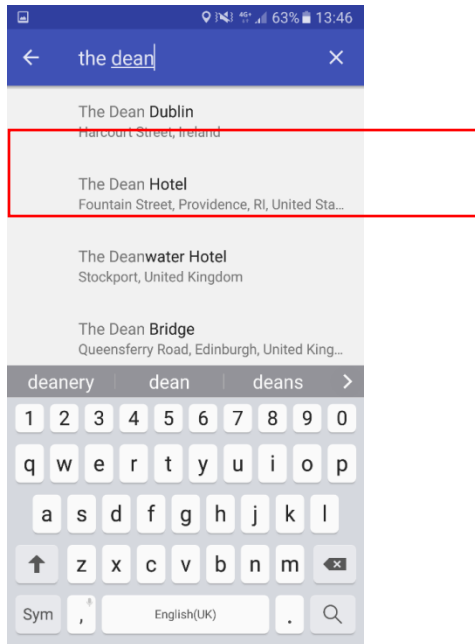 4G+ 63% 13:46
the dean
The Dean Dublin
Harcourt Street, Ireland
The Dean Hotel
Fountain Street, Providence, RI, United Sta...
The Deanwater Hotel
Stockport, United Kingdom
The Dean Bridge
Queensferry Road, Edinburgh, United King...
deanery dean deans
1 2 3 4 5 6 7 8 9 0
q w e r t y u i o p
a s d f g h j k l
z x c v b n m
Sym , English(UK) .